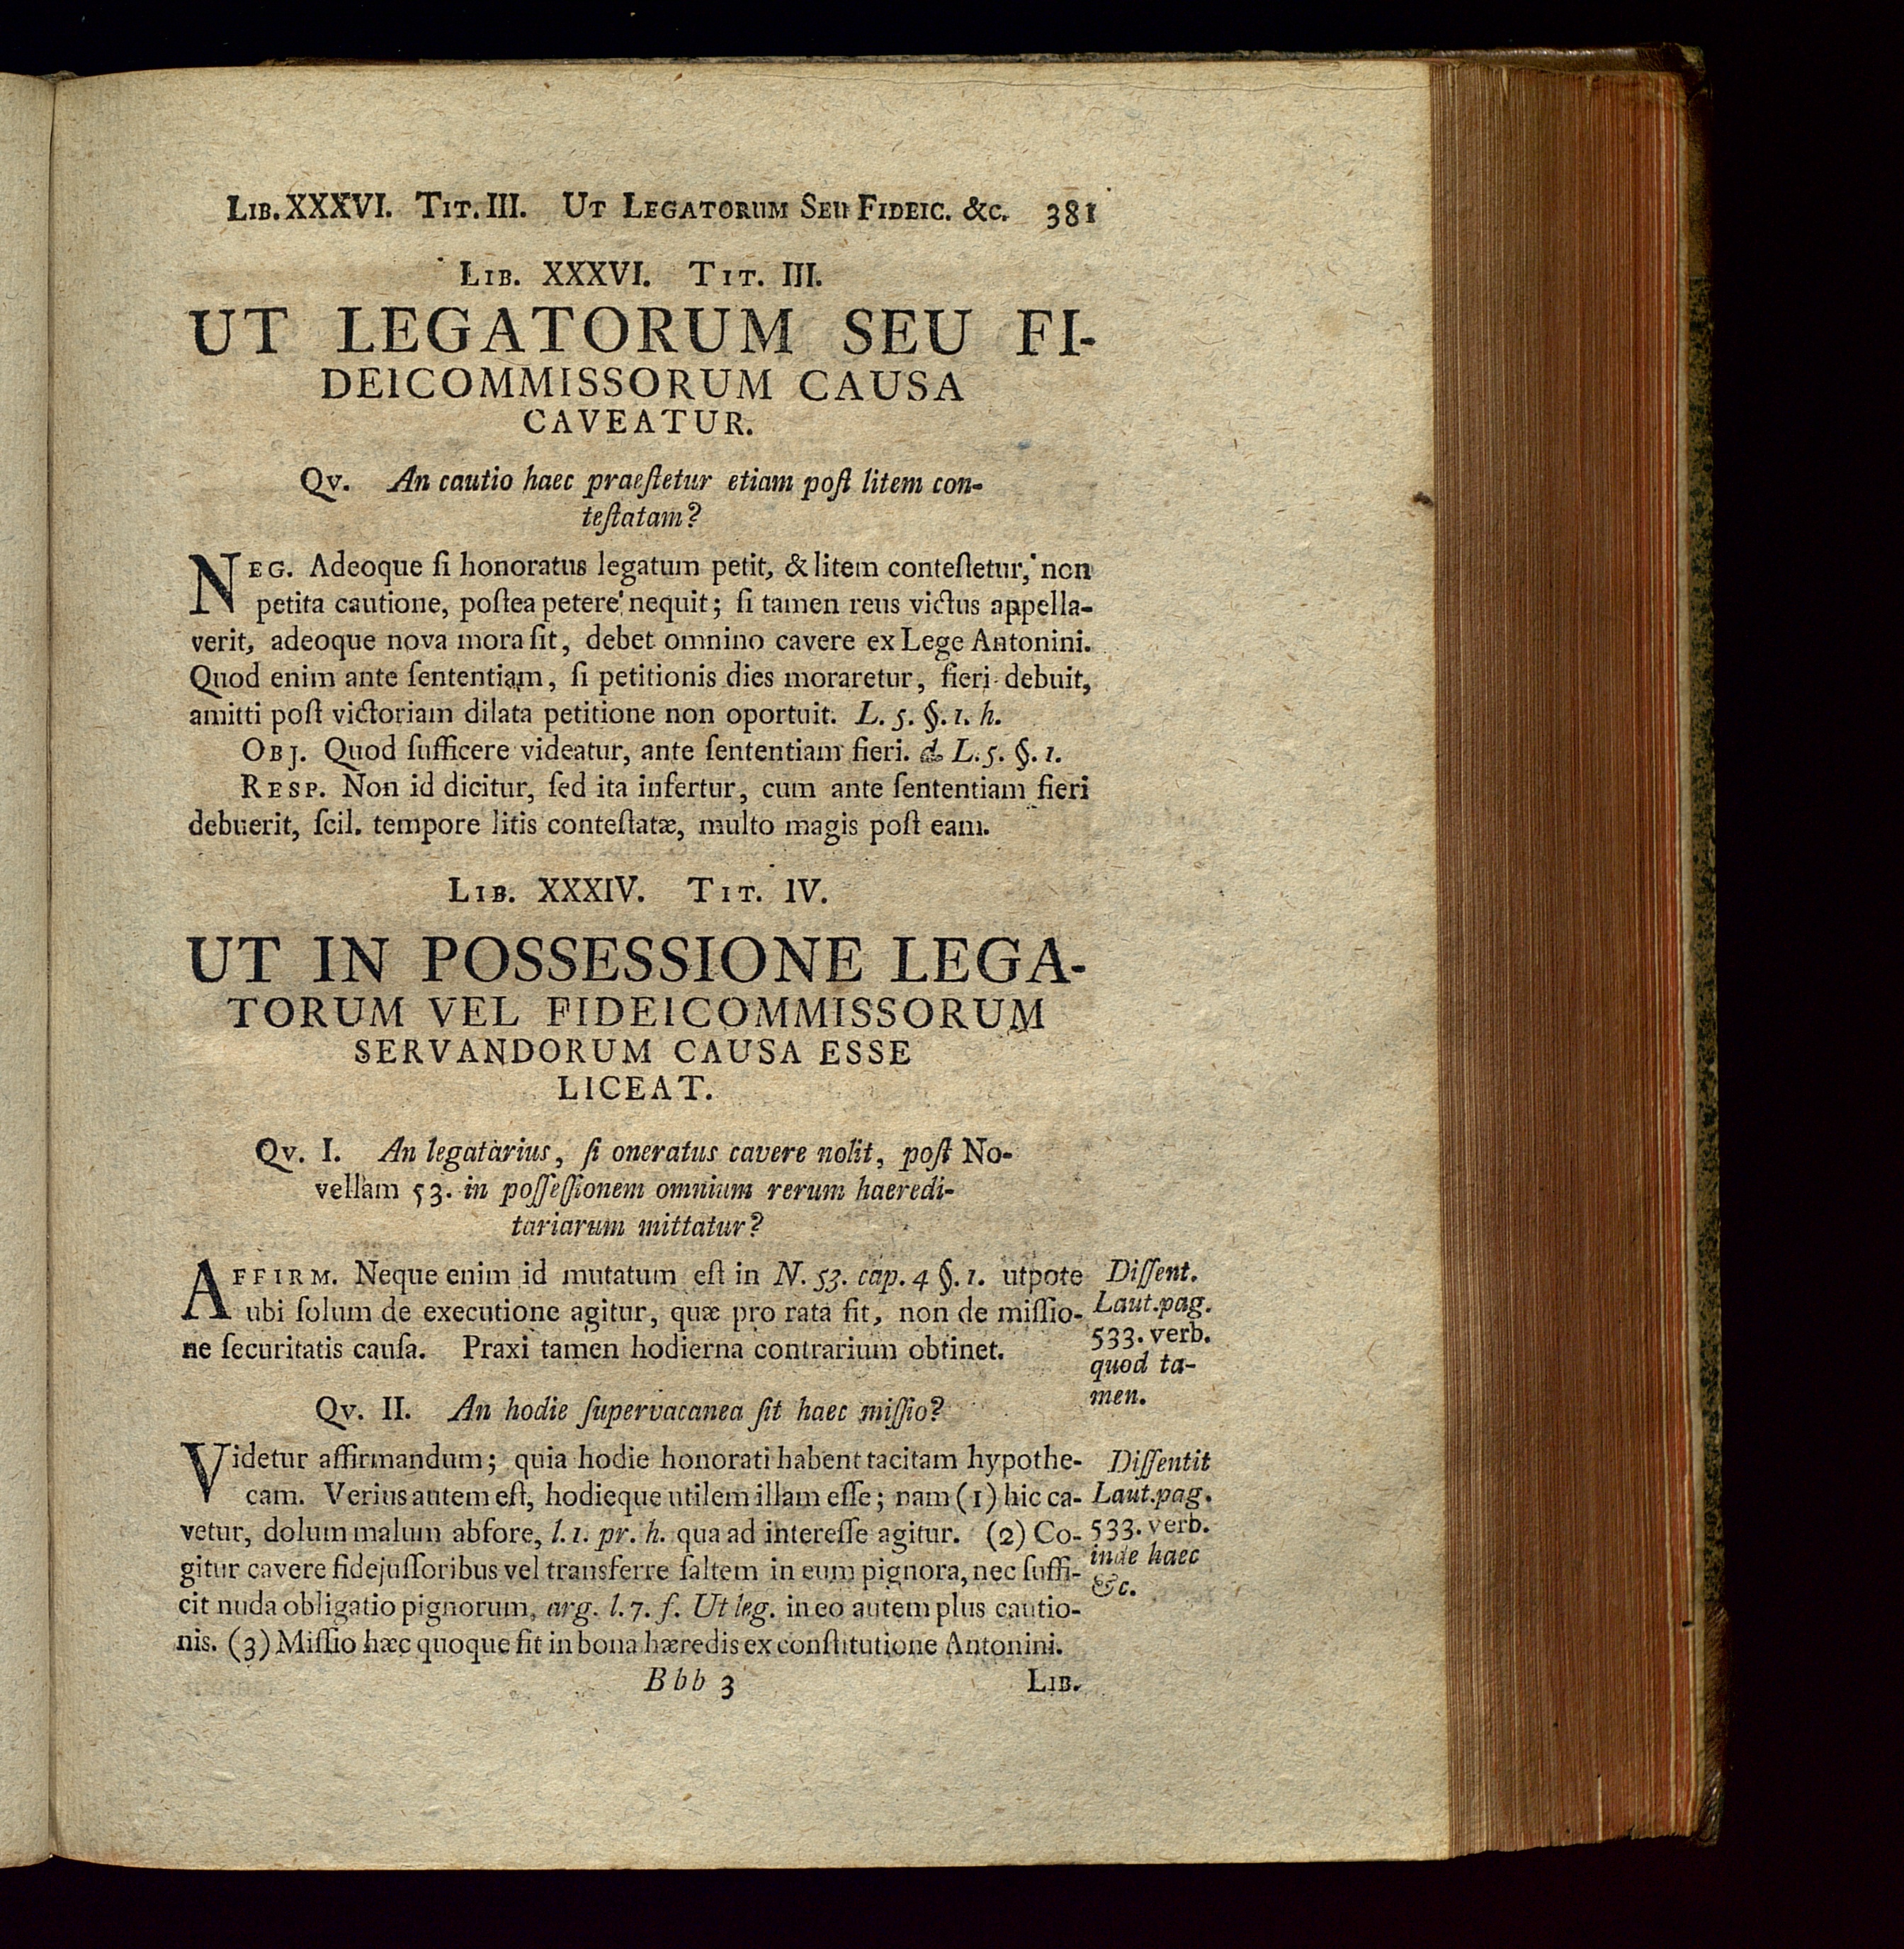 LIB. XXXVI. TIT. III. UT LEGATORUM SEU FIDEIC. &c. 381
LIB. XXXVI. TIT. III.
UT LEGATORUM SEU FI-
DEICOMMISSORUM CAUSA
CAVEATUR.
Qv. An cautio haec praeſtetur etiam poſt litem con-
teſtatam?
NEG. Adeoque ſi honoratus legatum petit, & litem conteſtetur, non
petita cautione, poſtea petere nequit; ſi tamen reus victus appella-
verit, adeoque nova mora ſit, debet omnino cavere ex Lege Antonini.
Quod enim ante ſententiam, ſi petitionis dies moraretur, fieri debuit,
amitti poſt victoriam dilata petitione non oportuit. L. 5. §. 1. h.
OBJ. Quod ſufficere videatur, ante ſententiam fieri. d. L. 5. §. 1.
RESP. Non id dicitur, ſed ita infertur, cum ante ſententiam fieri
debuerit, ſcil. tempore litis conteſtatæ, multo magis poſt eam.
LIB. XXXIV. TIT. IV.
UT IN POSSESSIONE LEGA-
TORUM VEL FIDEICOMMISSORUM
SERVANDORUM CAUSA ESSE
LICEAT.
Qv. I. An legatarius, ſi oneratus cavere nolit, poſt No-
vellam 53. in poſſeſſionem omnium rerum haeredi-
tariarum mittatur?
AFFIRM. Neque enim id mutatum eſt in N. 53. cap. 4 §. 1. utpote
ubi ſolum de executione agitur, quæ pro rata fit, non de miſſio-
ne ſecuritatis cauſa. Praxi tamen hodierna contrarium obtinet.
Diſſent.
Laut. pag.
533. verb.
quod ta-
men.
Qv. II. An hodie ſupervacanea ſit haec miſſio?
Videtur affirmandum; quia hodie honorati habent tacitam hypothe-
cam. Verius autem eſt, hodieque utilem illam eſſe; nam (1) hic ca-
vetur, dolum malum abfore, l. 1. pr. h. qua ad intereſſe agitur. (2) Co-
gitur cavere fidejuſſoribus vel transferre ſaltem in eum pignora, nec ſuffi-
cit nuda obligatio pignorum, arg. l. 7. f. Ut leg. in eo autem plus cautio-
nis. (3) Miſſio hæc quoque fit in bona hæredis ex conſtitutione Antonini.
Diſſentit
Laut. pag.
533. verb.
inde haec
&c.
Bbb 3 LIB.